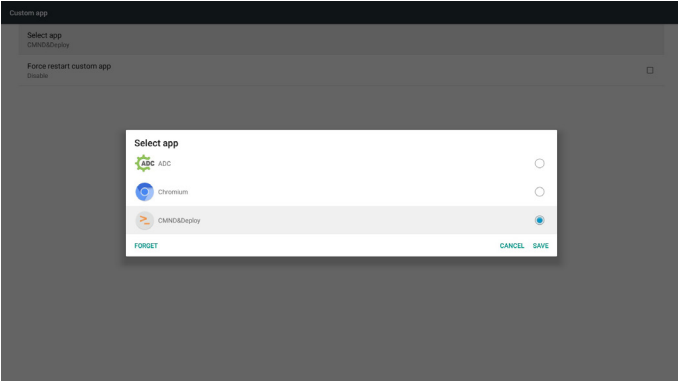 Custom app
Select app
CMND&Deploy
Force restart custom app
Disable
Select app
ADC ADC
Chromium
CMND&Deploy
FORGET CANCEL SAVE